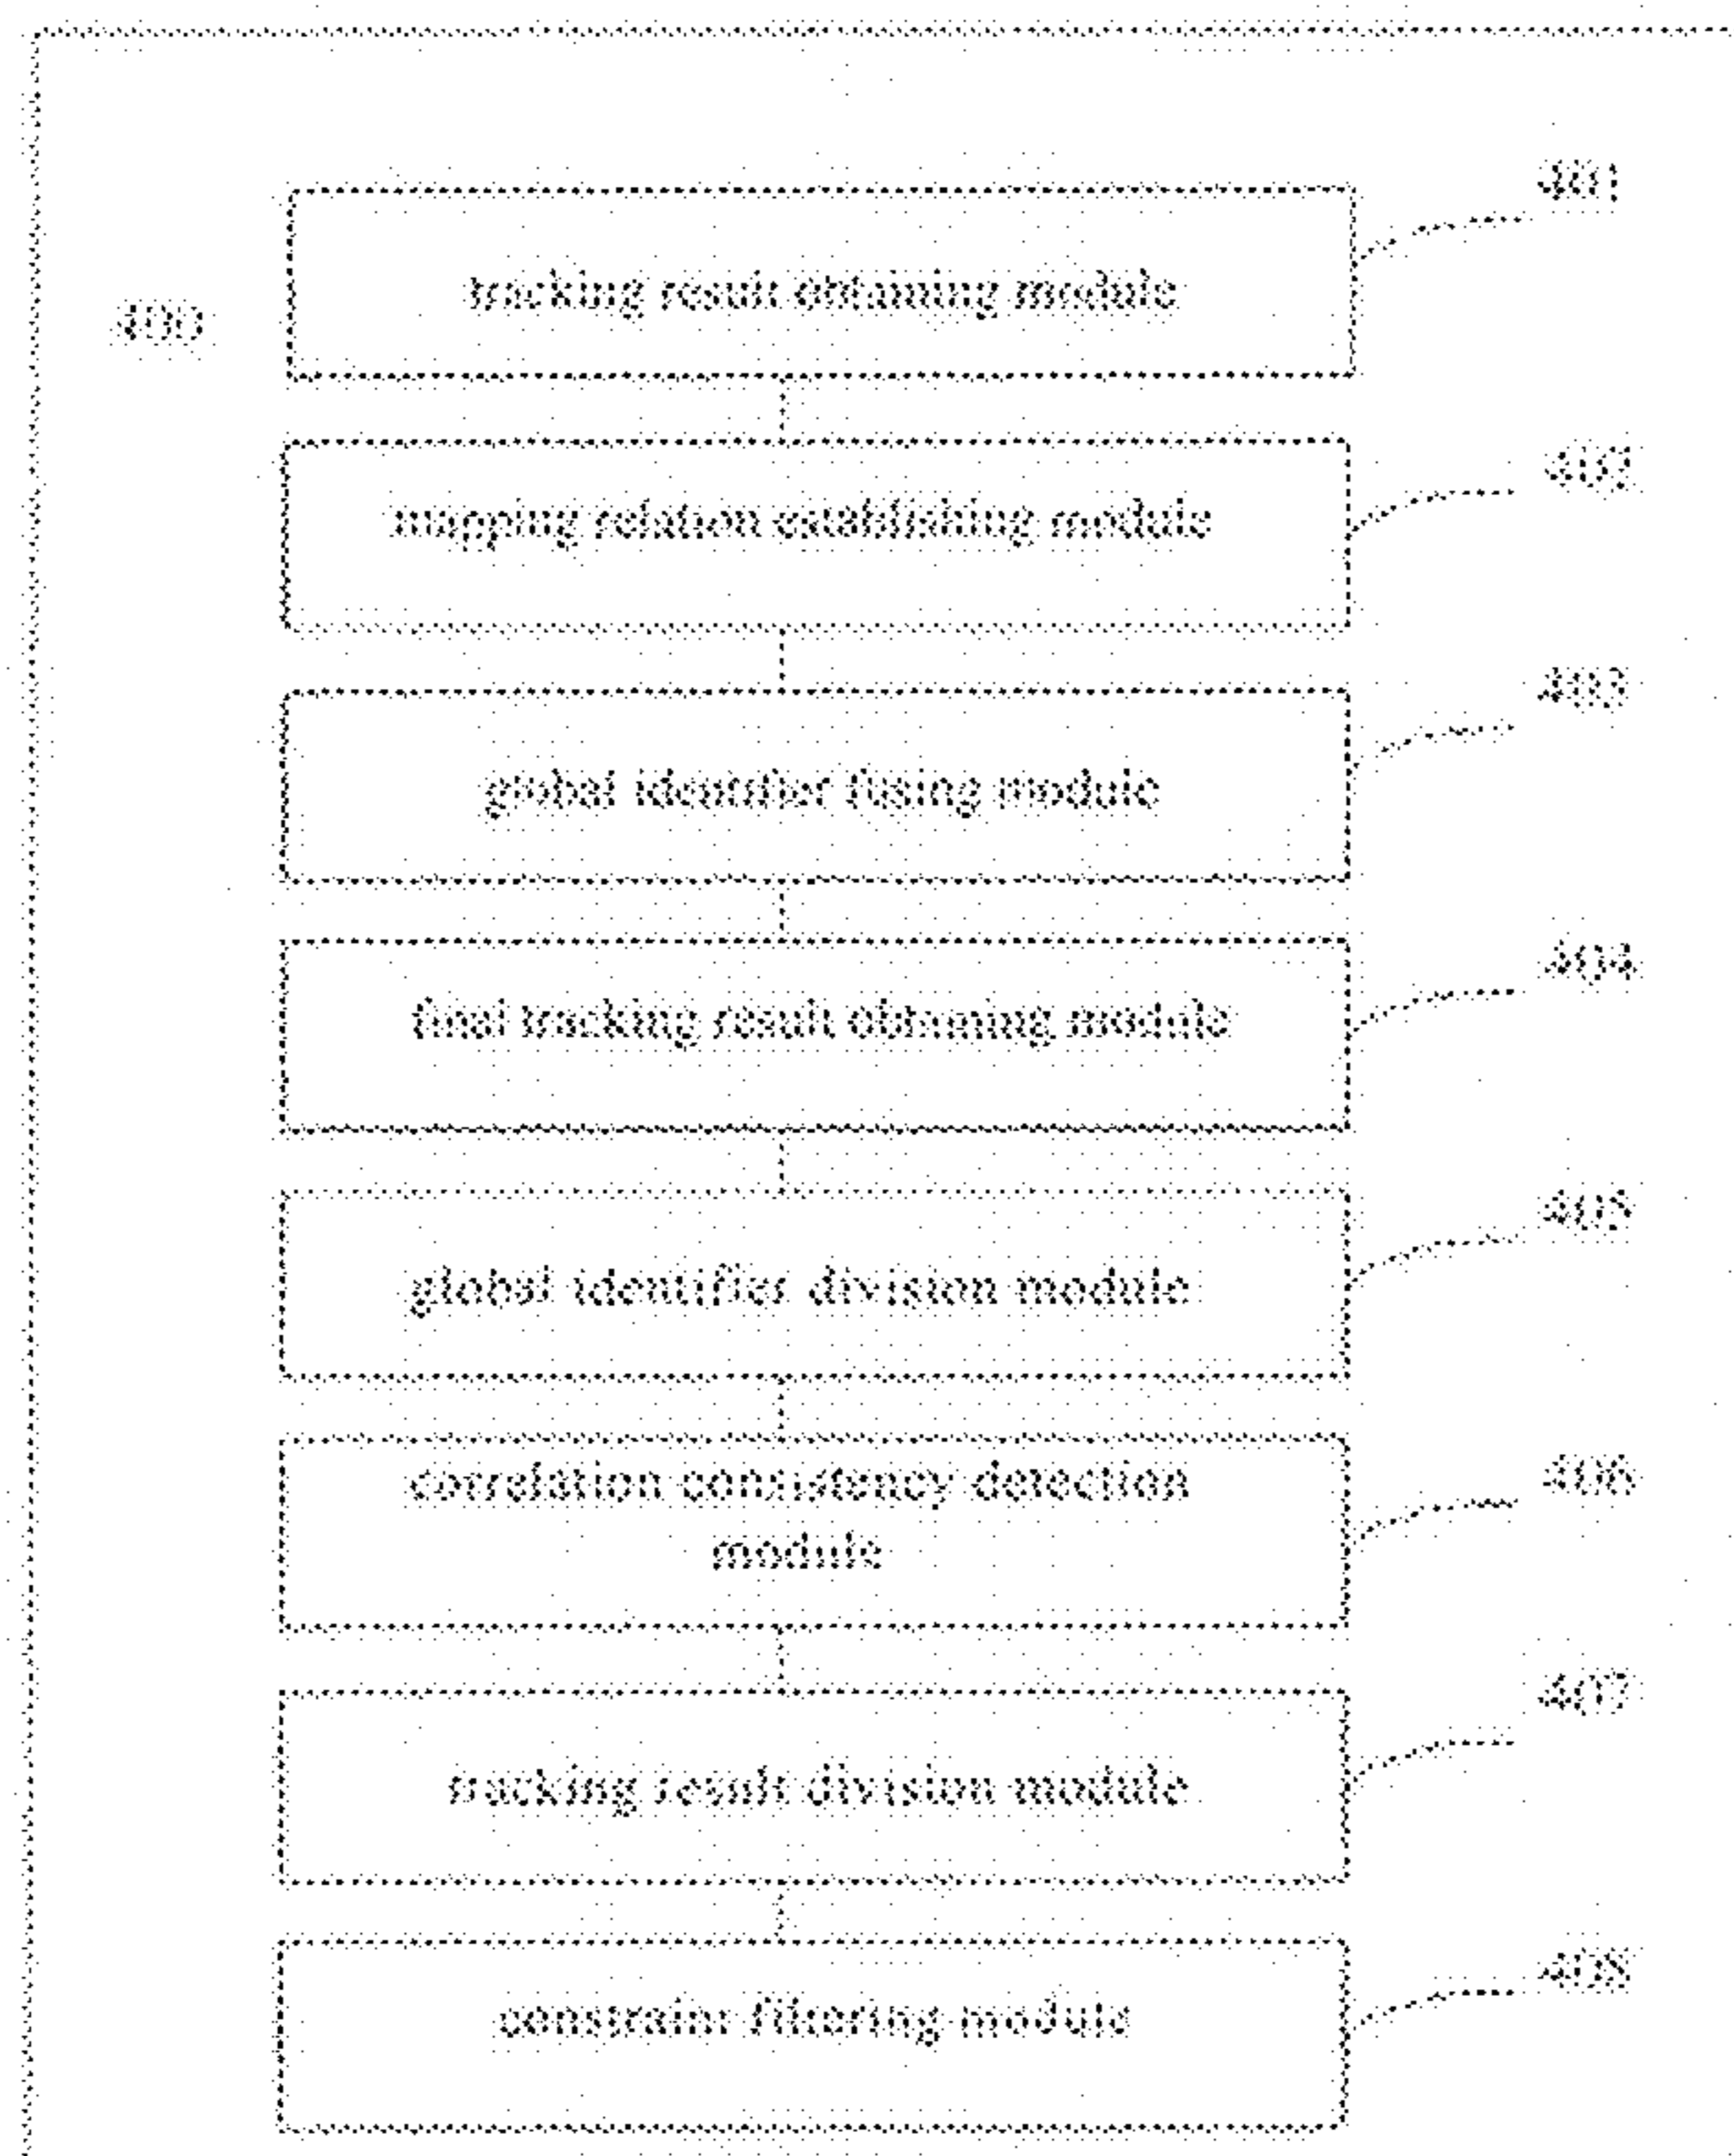 401
tracking result obtaining module
400
402
mapping relation establishing module
403
global identifier fusing module
404
final tracking result obtaining module
405
global identifier division module
406
correlation consistency detection
module
407
tracking result division module
408
constraint filtering module